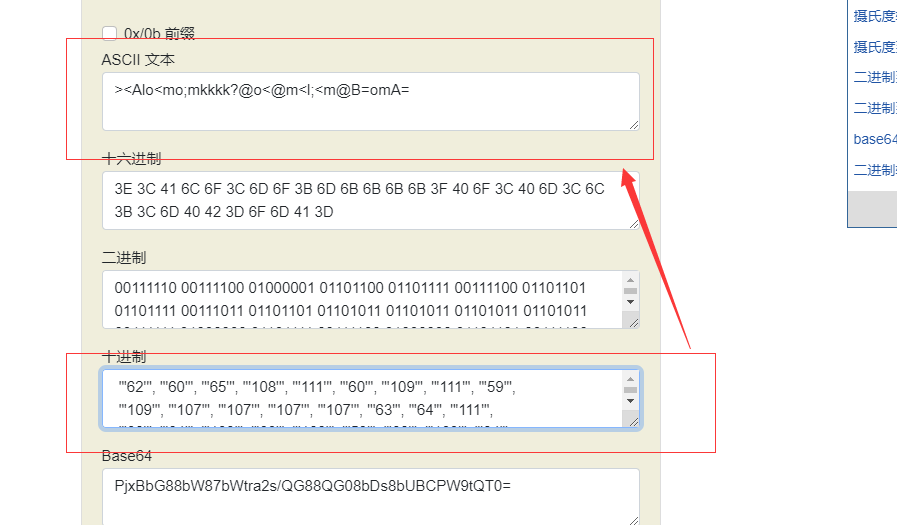 0x/0b 前缀
ASCII 文本
><Alo<mo;mkkkk?@o<@m<l;<m@B=omA=
十六进制
3E 3C 41 6C 6F 3C 6D 6F 3B 6D 6B 6B 6B 6B 3F 40 6F 3C 40 6D 3C 6C
3B 3C 6D 40 42 3D 6F 6D 41 3D
二进制
00111110 00111100 01000001 01101100 01101111 00111100 01101101
01101111 00111011 01101101 01101011 01101011 01101011 01101011
十进制
'"62"', '"60"', '"65"', '"108"', '"111"', '"60"', '"109"', '"111"', '"59"',
'"109"', '"107"', '"107"', '"107"', '"107"', '"63"', '"64"', '"111"',
Base64
PjxBbG88bW87bWtra2s/QG88QG08bDs8bUBCPW9tQT0=
摄氏度
摄氏度
二进制
二进制
base64
二进制